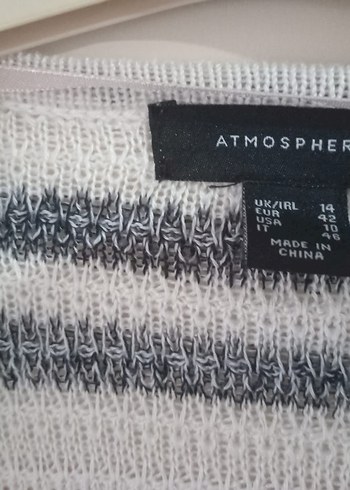 ATMOSPHER
UK/IRL 14
EUR 42
USA 10
IT 46
MADE IN
CHINA